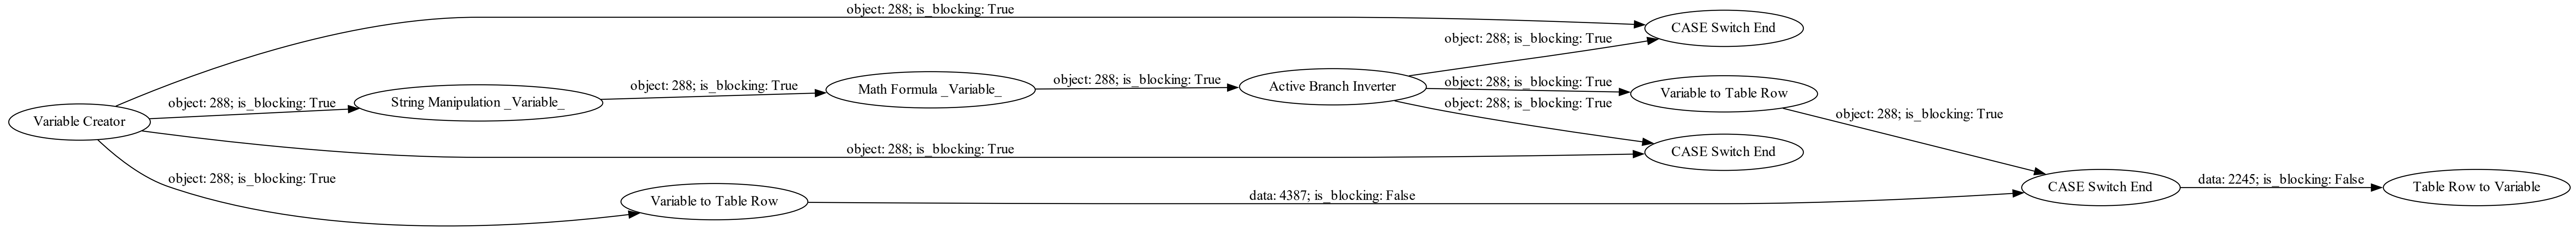 object: 288; is_blocking: True
CASE Switch End
object: 288; is_blocking: True
object: 288; is_blocking: True
object: 288; is_blocking: True
object: 288; is_blocking: True
Math Formula _Variable_
Active Branch Inverter
object: 288; is_blocking: True
Variable to Table Row
object: 288; is_blocking: True
String Manipulation _Variable_
object: 288; is_blocking: True
object: 288; is_blocking: True
Variable Creator
object: 288; is_blocking: True
CASE Switch End
object: 288; is_blocking: True
data: 2245; is_blocking: False
CASE Switch End
Table Row to Variable
Variable to Table Row
data: 4387; is_blocking: False